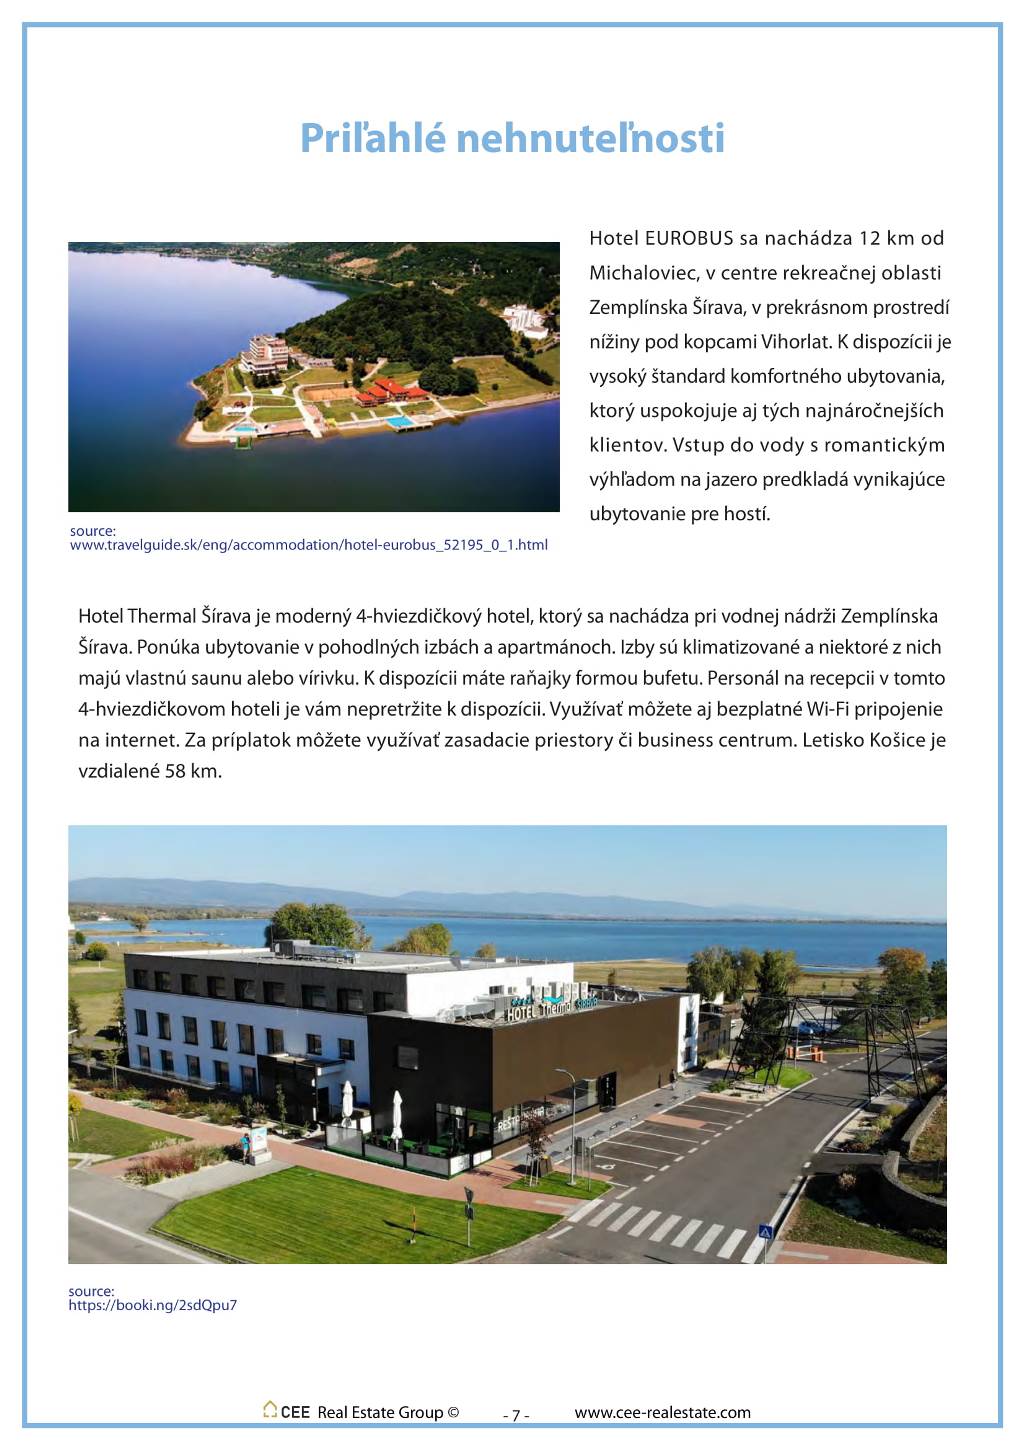 Priľahlé nehnuteľnosti
Hotel EUROBUS sa nachádza 12 km od
Michaloviec, v centre rekreačnej oblasti
Zemplínska Šírava, v prekrásnom prostredí
nížiny pod kopcami Vihorlat. K dispozícii je
vysoký štandard komfortného ubytovania,
ktorý uspokojuje aj tých najnáročnejších
klientov. Vstup do vody s romantickým
výhľadom na jazero predkladá vynikajúce
ubytovanie pre hostí.
source:
www.travelguide.sk/eng/accommodation/hotel-eurobus_52195_0_1.html
Hotel Thermal Šírava je moderný 4-hviezdičkový hotel, ktorý sa nachádza pri vodnej nádrži Zemplínska
Šírava. Ponúka ubytovanie v pohodlných izbách a apartmánoch. Izby sú klimatizované a niektoré z nich
majú vlastnú saunu alebo vírivku. K dispozícii máte raňajky formou bufetu. Personál na recepcii v tomto
4-hviezdičkovom hoteli je vám nepretržite k dispozícii. Využívať môžete aj bezplatné Wi-Fi pripojenie
na internet. Za príplatok môžete využívať zasadacie priestory či business centrum. Letisko Košice je
vzdialené 58 km.
HOTEL Thermal ŠÍRAVA
source:
https://booki.ng/2sdQpu7
CEE Real Estate Group ©
- 7 -
www.cee-realestate.com